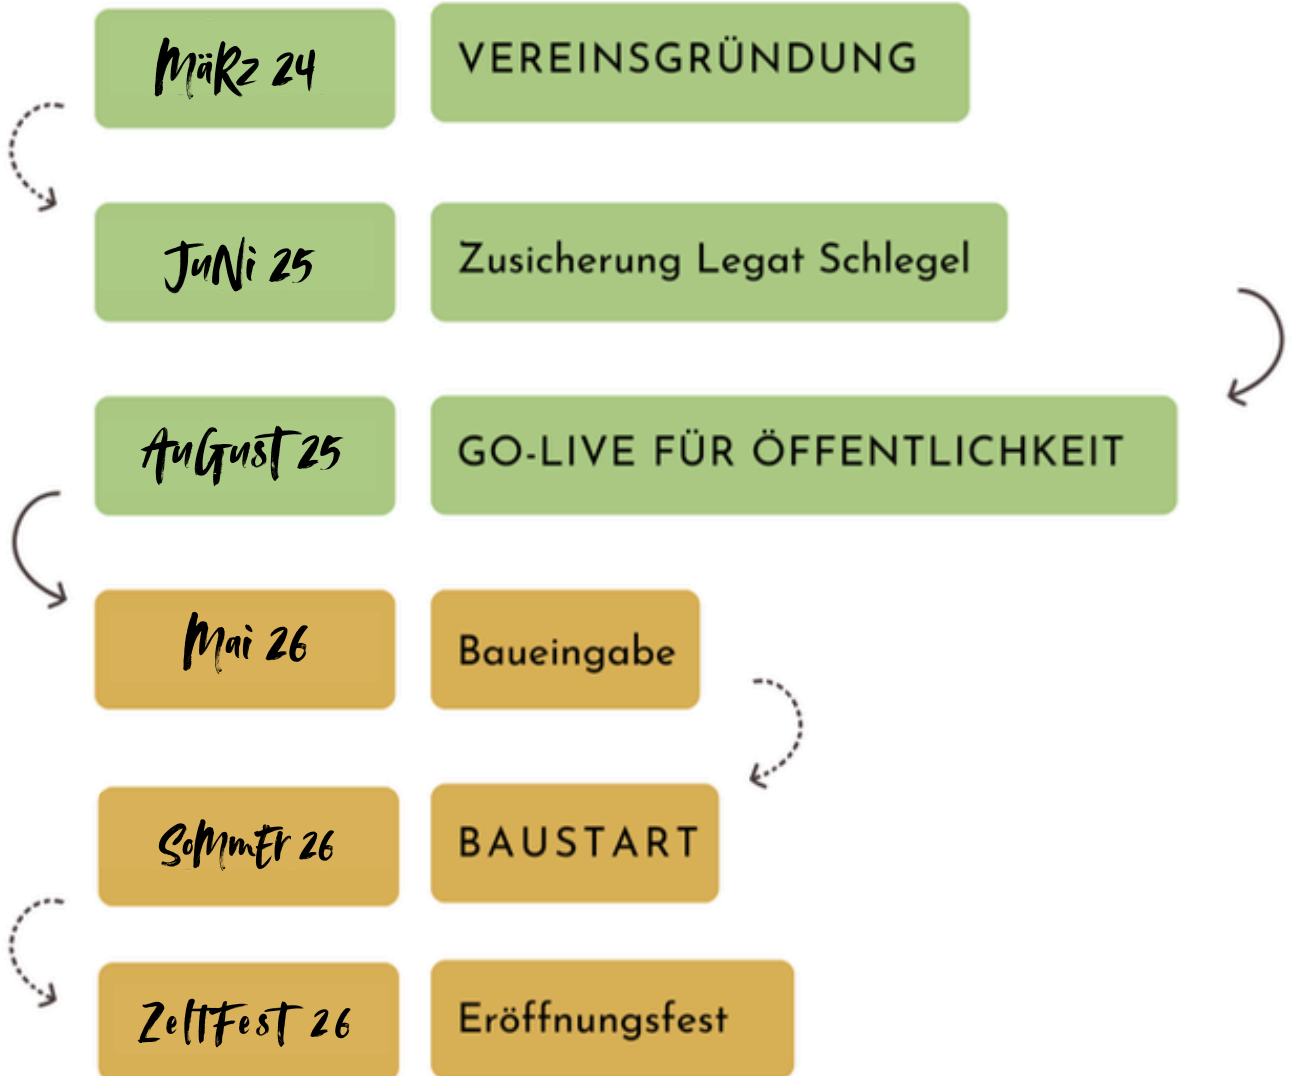 MäRz 24
VEREINSGRÜNDUNG
JuNi 25
Zusicherung Legat Schlegel
AuGusT 25
GO-LIVE FÜR ÖFFENTLICHKEIT
Mai 26
Baueingabe
SoMmEr 26
BAUSTART
ZeltFesT 26
Eröffnungsfest